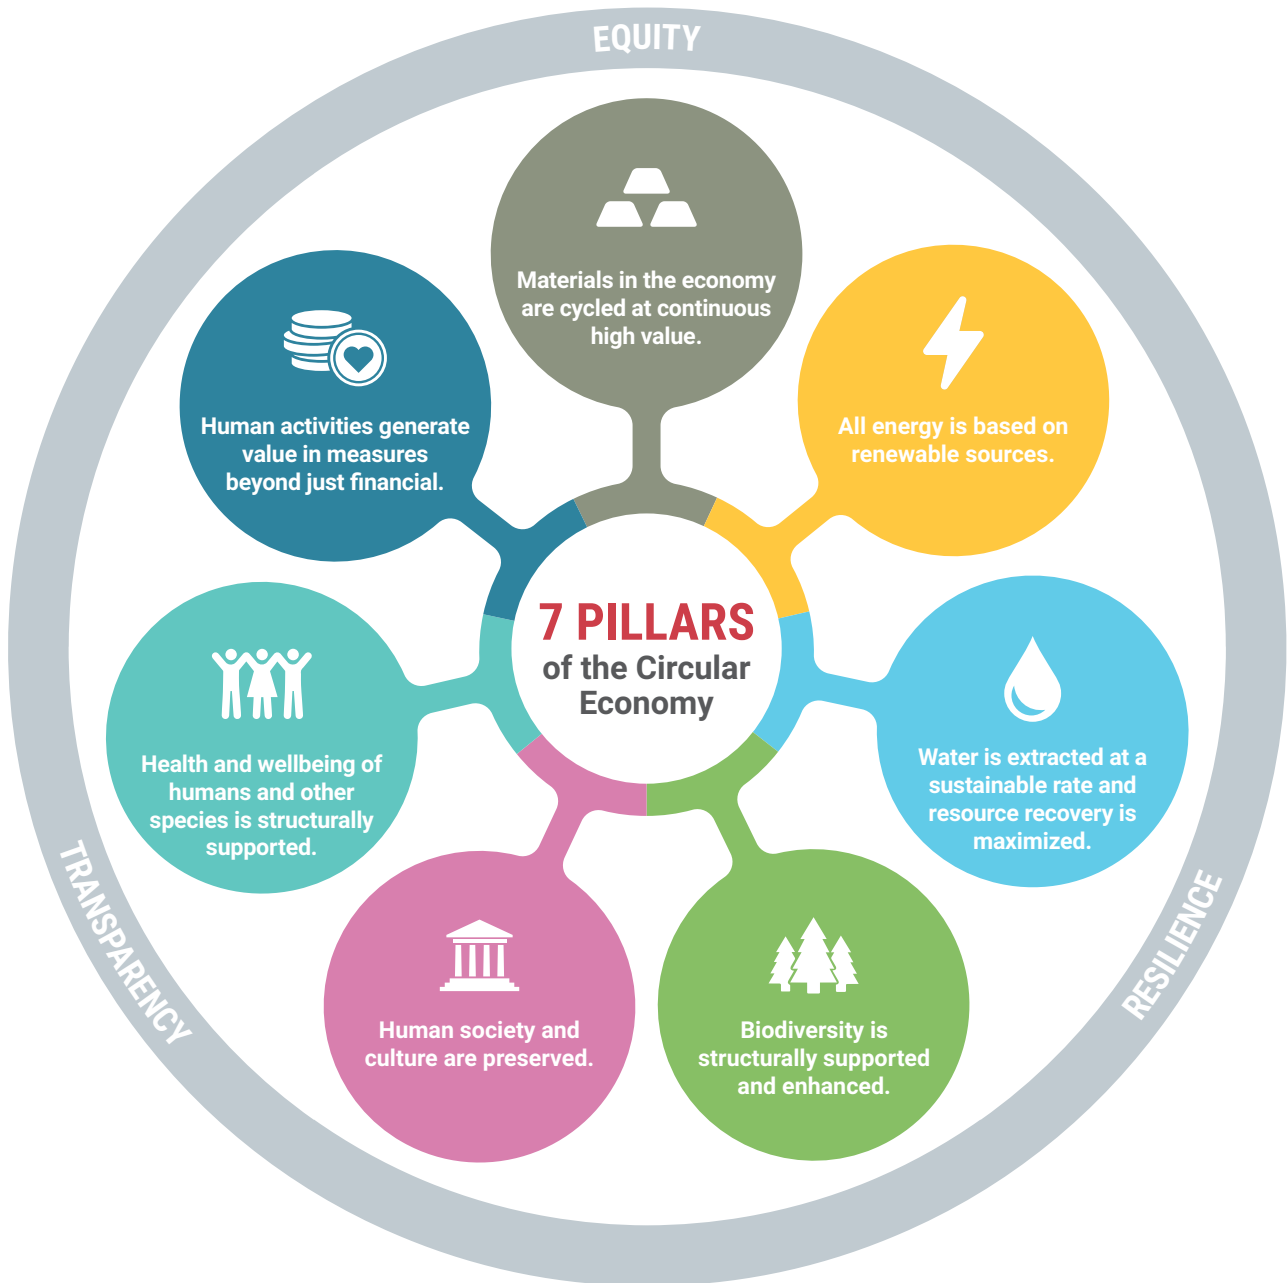 EQUITY
Materials in the economy
are cycled at continuous
high value.
All energy is based on
renewable sources.
Water is extracted at a
sustainable rate and
resource recovery is
maximized.
Biodiversity is
structurally supported
and enhanced.
Human society and
culture are preserved.
Health and wellbeing of
humans and other
species is structurally
supported.
Human activities generate
value in measures
beyond just financial.
7 PILLARS
of the Circular
Economy
RESILIENCE
TRANSPARENCY